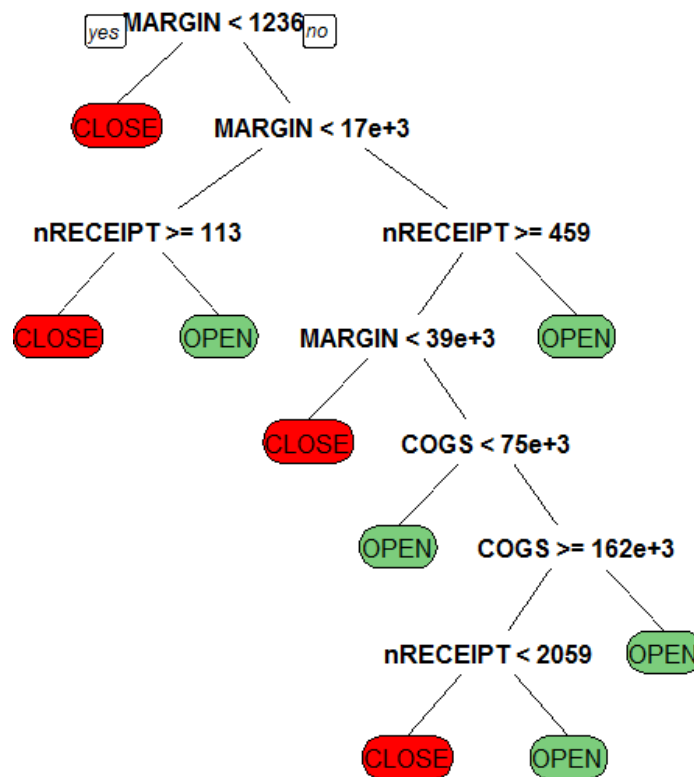 yes MARGIN < 1236 no
CLOSE MARGIN < 17e+3
nRECEIPT >= 113 nRECEIPT >= 459
CLOSE OPEN MARGIN < 39e+3 OPEN
CLOSE COGS < 75e+3
OPEN COGS >= 162e+3
nRECEIPT < 2059 OPEN
CLOSE OPEN